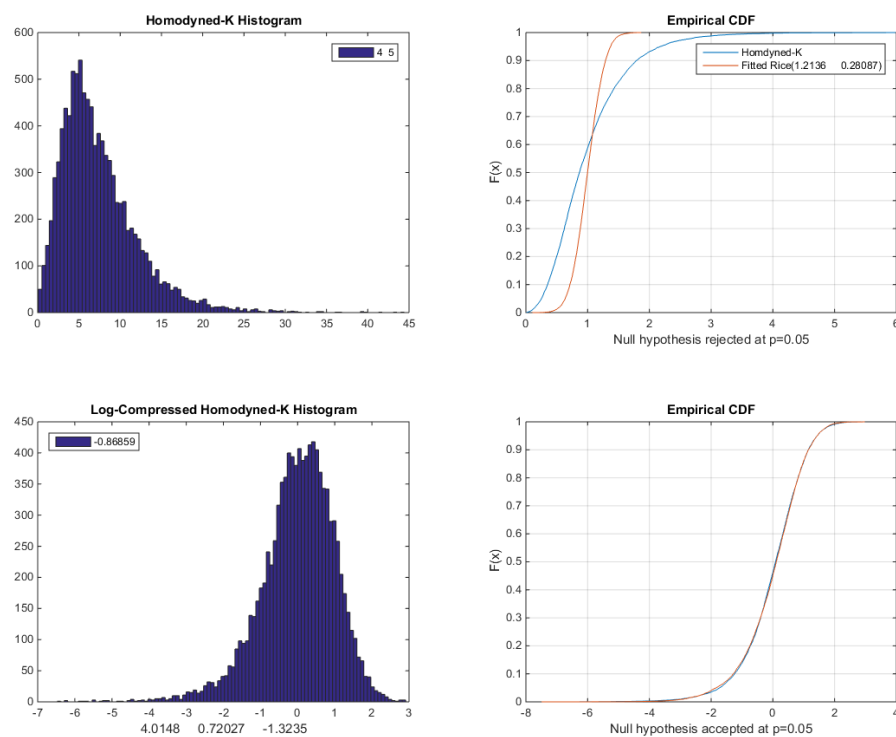 Homodyned-K Histogram
600
500
400
300
200
100
0
0 5 10 15 20 25 30 35 40 45
4 5
Empirical CDF
1
0.9
0.8
0.7
0.6
0.5
0.4
0.3
0.2
0.1
0
F(x)
0 1 2 3 4 5 6
Null hypothesis rejected at p=0.05
Homdyned-K
Fitted Rice(1.2136 0.28087)
Log-Compressed Homodyned-K Histogram
450
400
350
300
250
200
150
100
50
0
-7 -6 -5 -4 -3 -2 -1 0 1 2 3
4.0148 0.72027 -1.3235
-0.86859
Empirical CDF
1
0.9
0.8
0.7
0.6
0.5
0.4
0.3
0.2
0.1
0
F(x)
-8 -6 -4 -2 0 2 4
Null hypothesis accepted at p=0.05